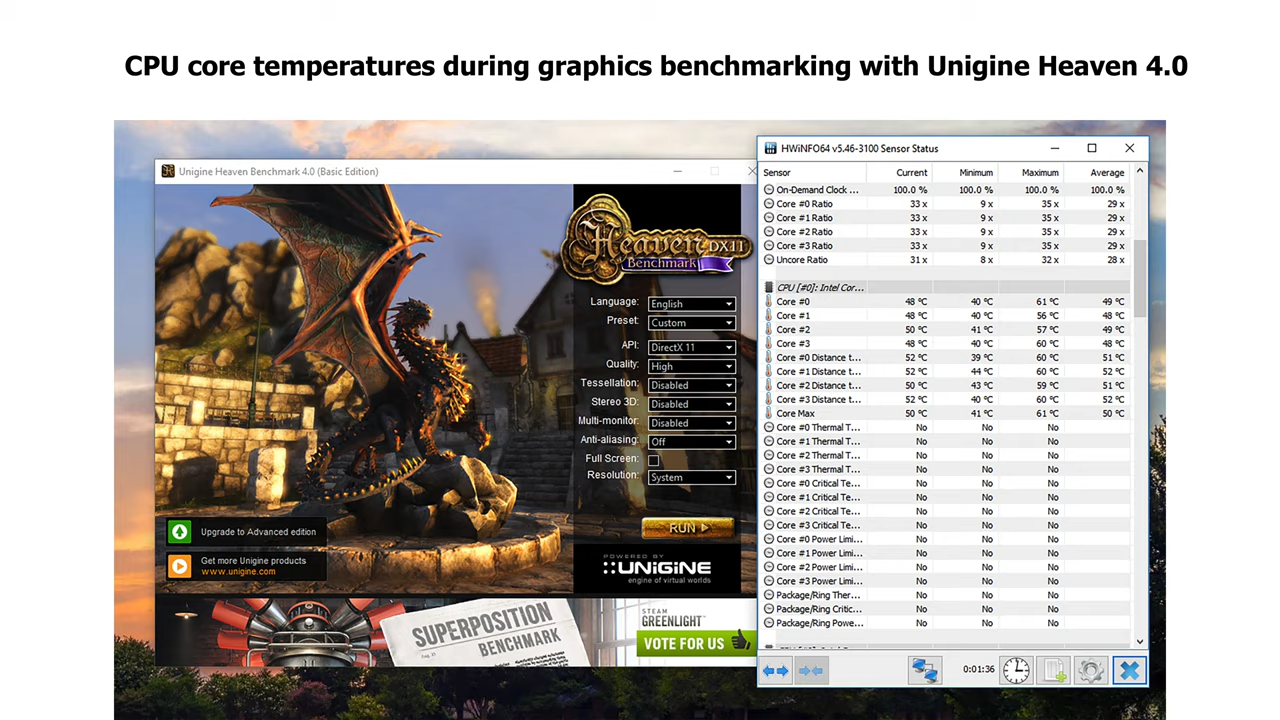 CPU core temperatures during graphics benchmarking with Unigine Heaven 4.0
Unigine Heaven Benchmark 4.0 (Basic Edition)
Heaven DX11
Benchmark
Language: English
Preset: Custom
API: DirectX 11
Quality: High
Tessellation: Disabled
Stereo 3D: Disabled
Multi-monitor: Disabled
Anti-aliasing: Off
Full Screen:
Resolution: System
RUN
Upgrade to Advanced edition
Get more Unigine products
www.unigine.com
POWERED BY
UNIGINE
engine of virtual worlds
SUPERPOSITION
BENCHMARK
STEAM
GREENLIGHT
VOTE FOR US
HWiNFO64 v5.46-3100 Sensor Status
Sensor Current Minimum Maximum Average
On-Demand Clock ... 100.0 % 100.0 % 100.0 % 100.0 %
Core #0 Ratio 33 x 9 x 35 x 29 x
Core #1 Ratio 33 x 9 x 35 x 29 x
Core #2 Ratio 33 x 9 x 35 x 29 x
Core #3 Ratio 33 x 9 x 35 x 29 x
Uncore Ratio 31 x 8 x 32 x 28 x
CPU [#0]: Intel Cor...
Core #0 48 °C 40 °C 61 °C 49 °C
Core #1 48 °C 40 °C 56 °C 48 °C
Core #2 50 °C 41 °C 57 °C 49 °C
Core #3 48 °C 40 °C 60 °C 48 °C
Core #0 Distance t... 52 °C 39 °C 60 °C 51 °C
Core #1 Distance t... 52 °C 44 °C 60 °C 52 °C
Core #2 Distance t... 50 °C 43 °C 59 °C 51 °C
Core #3 Distance t... 52 °C 40 °C 60 °C 52 °C
Core Max 50 °C 41 °C 61 °C 50 °C
Core #0 Thermal T... No No No
Core #1 Thermal T... No No No
Core #2 Thermal T... No No No
Core #3 Thermal T... No No No
Core #0 Critical Te... No No No
Core #1 Critical Te... No No No
Core #2 Critical Te... No No No
Core #3 Critical Te... No No No
Core #0 Power Limi... No No No
Core #1 Power Limi... No No No
Core #2 Power Limi... No No No
Core #3 Power Limi... No No No
Package/Ring Ther... No No No
Package/Ring Critic... No No No
Package/Ring Powe... No No No
0:01:36